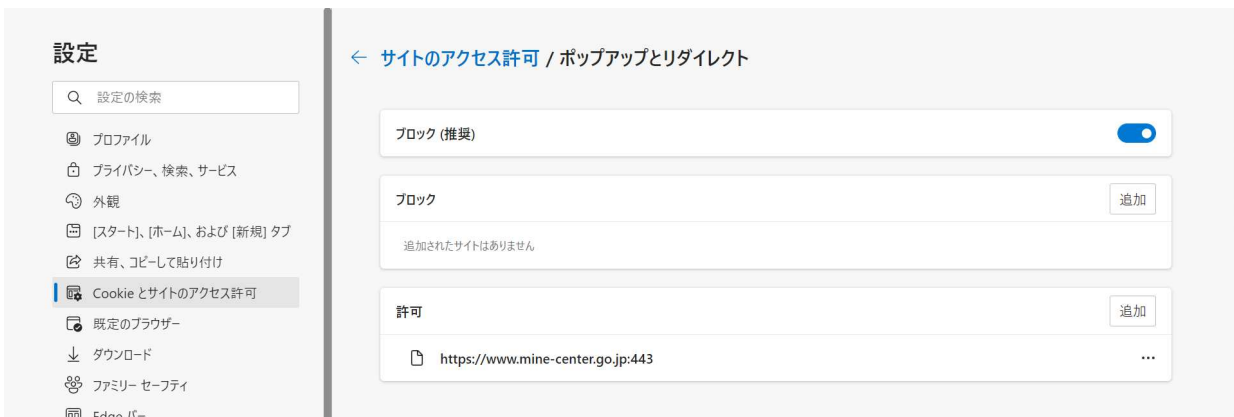 設定
設定の検索
プロファイル
プライバシー、検索、サービス
外観
[スタート]、[ホーム]、および [新規] タブ
共有、コピーして貼り付け
Cookie とサイトのアクセス許可
既定のブラウザー
ダウンロード
ファミリー セーフティ
Edge バー
← サイトのアクセス許可 / ポップアップとリダイレクト
ブロック (推奨)
ブロック 追加
追加されたサイトはありません
許可 追加
https://www.mine-center.go.jp:443 ...